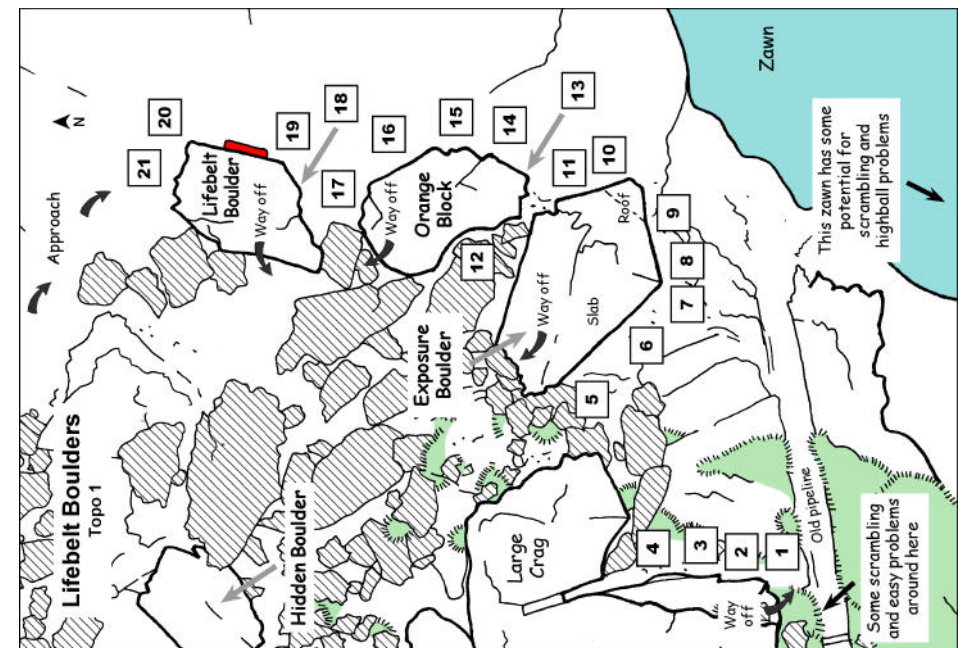 Lifebelt Boulders
Topo 1
Approach
N
21
20
Lifebelt
Boulder
Way off
19
18
17
16
Way off
Orange
Block
15
14
13
12
11
10
Exposure
Boulder
Way off
Slab
Roof
9
8
7
6
5
Hidden Boulder
Large
Crag
4
3
2
1
Way
off
Old pipeline
Some scrambling
and easy problems
around here
Zawn
This zawn has some
potential for
scrambling and
highball problems